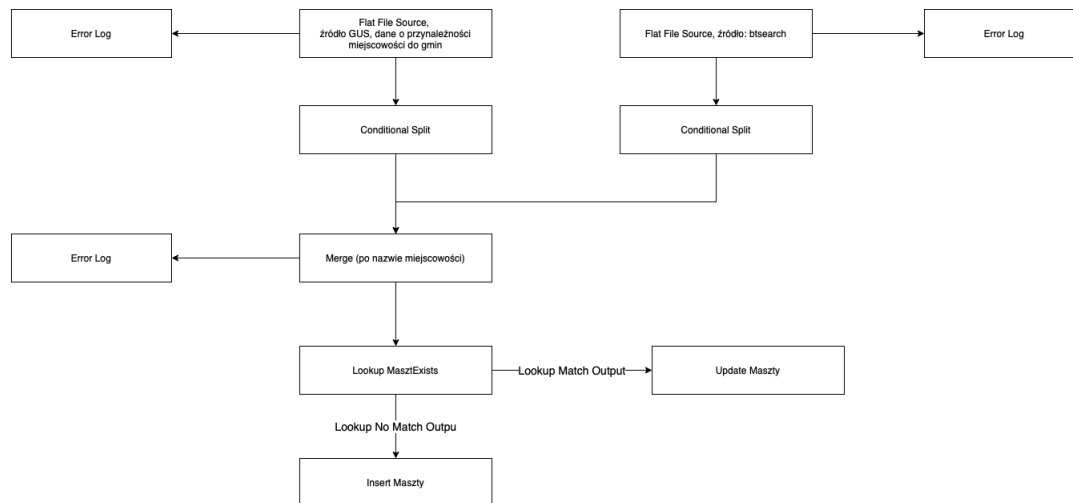 Error Log
Flat File Source,
źródło GUS, dane o przynależności
miejscowości do gmin
Flat File Source, źródło: btsearch
Error Log
Conditional Split
Conditional Split
Error Log
Merge (po nazwie miejscowości)
Lookup MasztExists
Lookup Match Output
Update Maszty
Lookup No Match Outpu
Insert Maszty